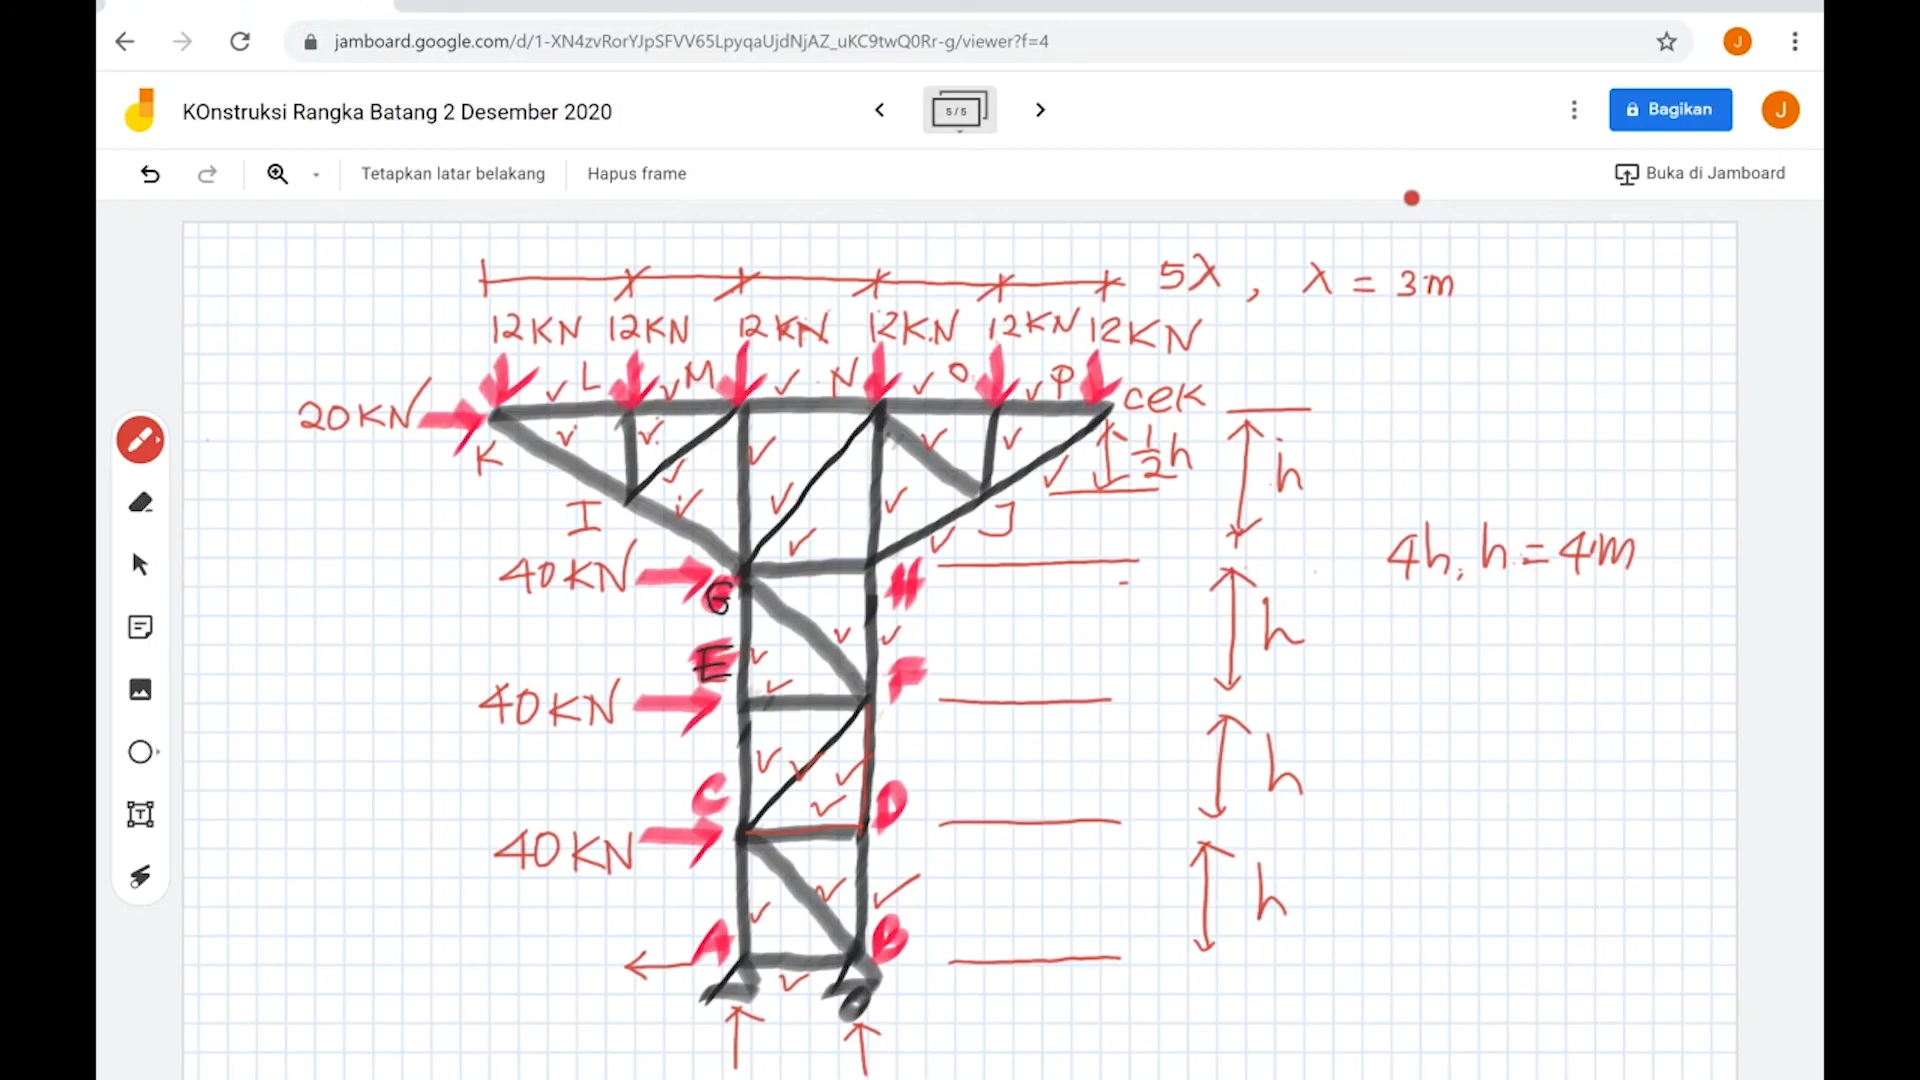 jamboard.google.com/d/1-XN4zvRorYJpSFVV65LpyqaUjdNjAZ_uKC9twQ0Rr-g/viewer?f=4
J
KOnstruksi Rangka Batang 2 Desember 2020
5 / 5
Bagikan
J
Tetapkan latar belakang
Hapus frame
Buka di Jamboard
5λ, λ = 3m
12KN 12KN 12KN 12KN 12KN 12KN
L M N O P
20KN
cek
K
½h
h
I
J
40KN
G
H
4h, h = 4m
E
F
h
40KN
C
D
h
40KN
A
B
h